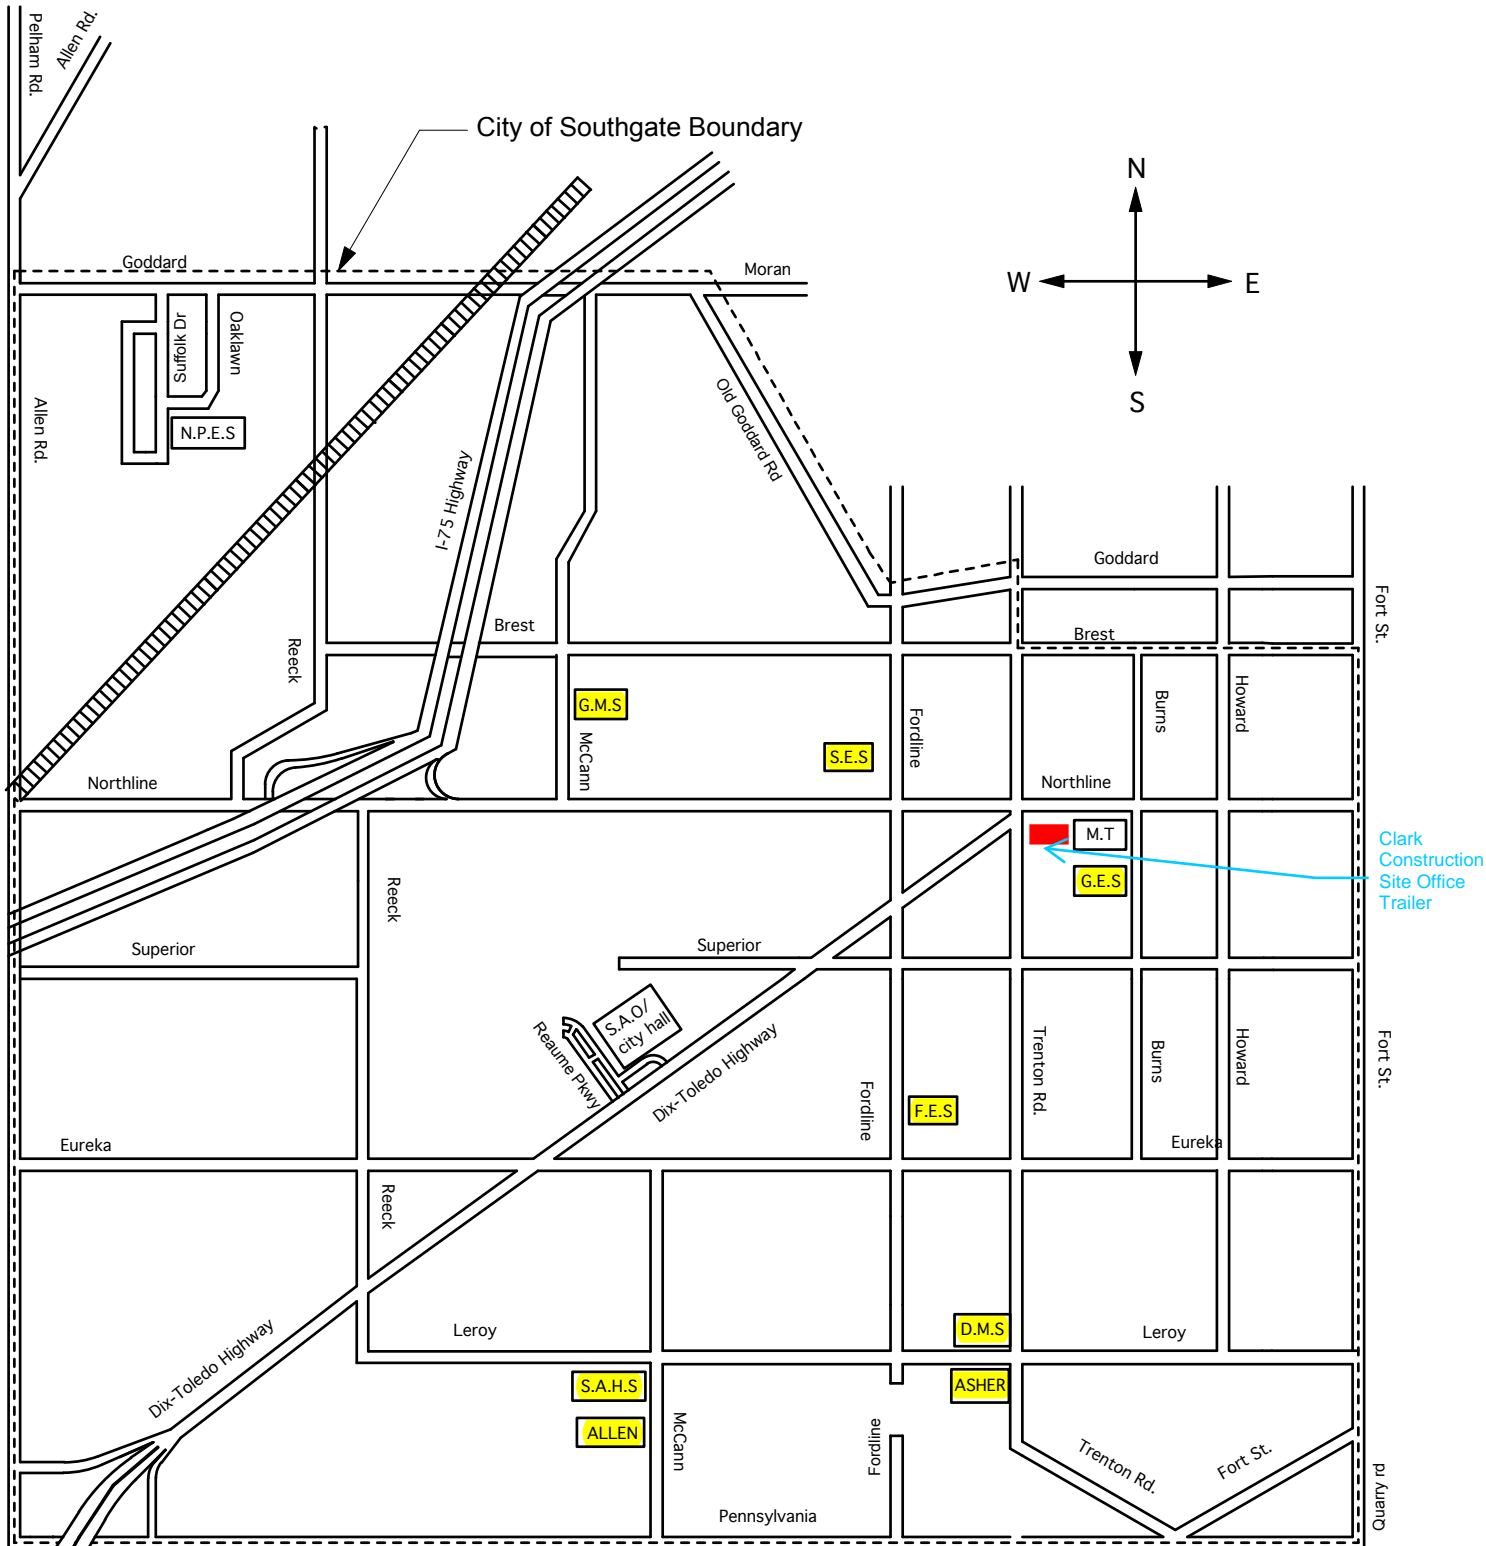 Pelham Rd.
Allen Rd.
City of Southgate Boundary
N
W
E
S
Goddard
Moran
Suffolk Dr
Oaklawn
Allen Rd.
N.P.E.S
Old Goddard Rd
I-75 Highway
Goddard
Fort St.
Brest
Brest
Reeck
G.M.S
McCann
S.E.S
Fordline
Burns
Howard
Northline
Northline
M.T
G.E.S
Clark
Construction
Site Office
Trailer
Reeck
Superior
Superior
S.A.O/
city hall
Reaume Pkwy
Dix-Toledo Highway
Trenton Rd.
Burns
Howard
Fort St.
Fordline
F.E.S
Eureka
Eureka
Reeck
Leroy
D.M.S
Leroy
Dix-Toledo Highway
S.A.H.S
ASHER
ALLEN
McCann
Fordline
Trenton Rd.
Fort St.
Quarry rd
Pennsylvania